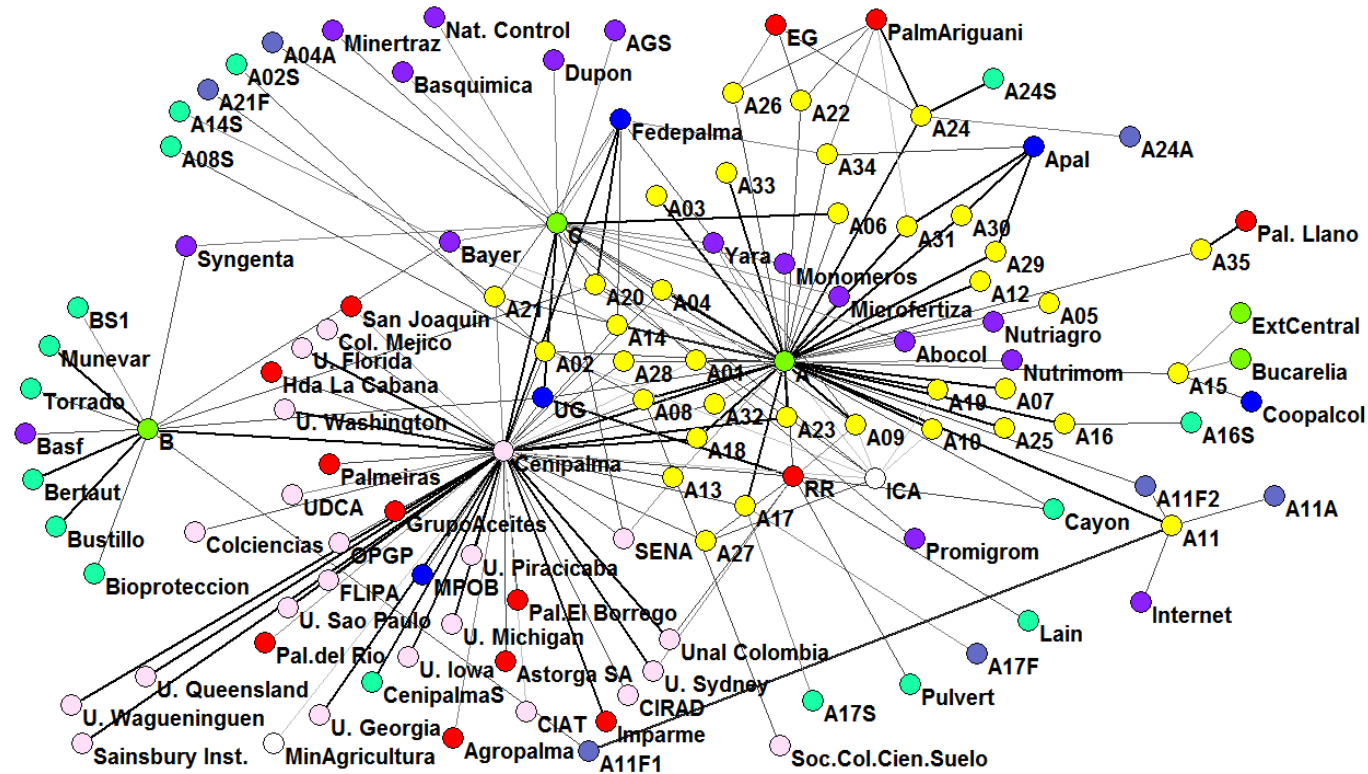 Nat. Control
A04A
Minertraz
AGS
EG
PalmAriguani
A02S
Basquimica
Dupon
A21F
A26
A22
A24S
A14S
Fedepalma
A24
A08S
A34
A24A
Apal
A33
A03
A06
A31
A30
Pal. Llano
C
Syngenta
Bayer
Yara
Monomeros
A29
A35
A20
A04
A12
A21
Microfertiza
A05
BS1
San Joaquin
A14
Nutriagro
ExtCentral
Munevar
Col. Mejico
Abocol
U. Florida
A02
A28
A01
A
Nutrimom
A15
Bucarelia
Hda La Cabana
Torrado
UG
A08
A32
A19
A07
Coopalcol
U. Washington
Basf
B
A18
A23
A09
A10
A25
A16
A16S
Cenipalma
Palmeiras
Bertaut
A13
RR
ICA
UDCA
A11F2
A11A
GrupoAceites
A17
Cayon
Bustillo
Colciencias
A27
A11
OPGP
SENA
Promigrom
Bioproteccion
U. Piracicaba
FLIPA
MPOB
U. Sao Paulo
Pal.El Borrego
Internet
U. Michigan
Lain
Pal.del Rio
Unal Colombia
A17F
U. Iowa
Astorga SA
U. Queensland
CenipalmaS
U. Sydney
Pulvert
U. Wagueninguen
CIRAD
A17S
U. Georgia
CIAT
Imparme
Sainsbury Inst.
MinAgricultura
Agropalma
A11F1
Soc.Col.Cien.Suelo